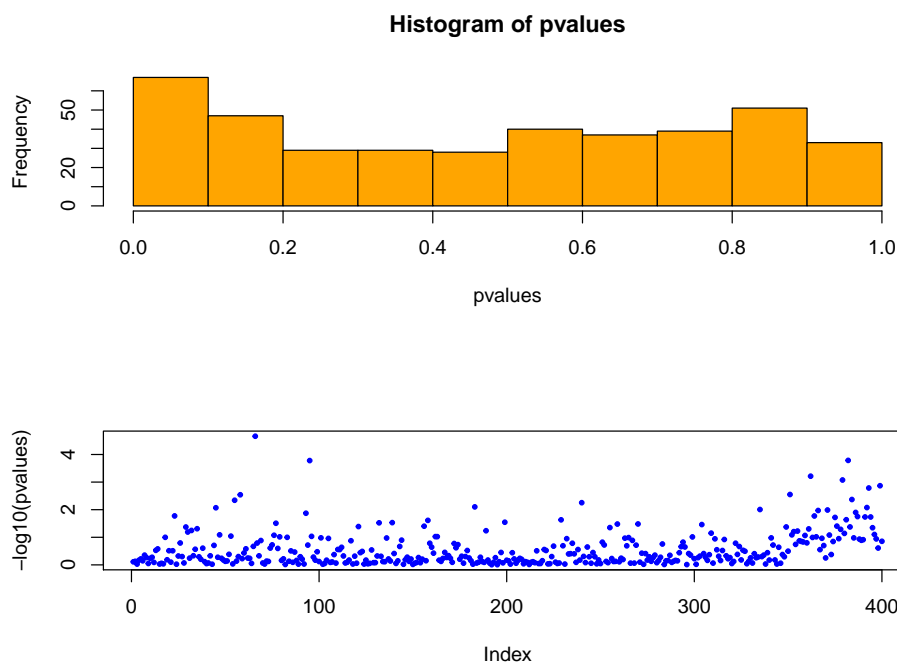 Histogram of pvalues
Frequency
0 20 50
0.0 0.2 0.4 0.6 0.8 1.0
pvalues
−log10(pvalues)
0 2 4
0 100 200 300 400
Index